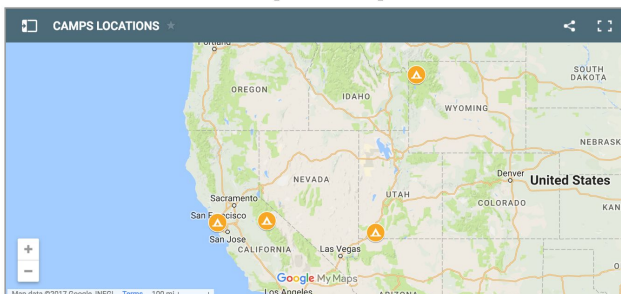 CAMPS LOCATIONS
Portland
OREGON
IDAHO
SOUTH
DAKOTA
WYOMING
NEBRASK
NEVADA
UTAH
Denver
United States
COLORADO
Sacramento
San Francisco
San Jose
CALIFORNIA
Las Vegas
KAN
Google My Maps
Los Angeles
ARIZONA
O
Map data ©2017 Google, INEGI
Terms
100 mi